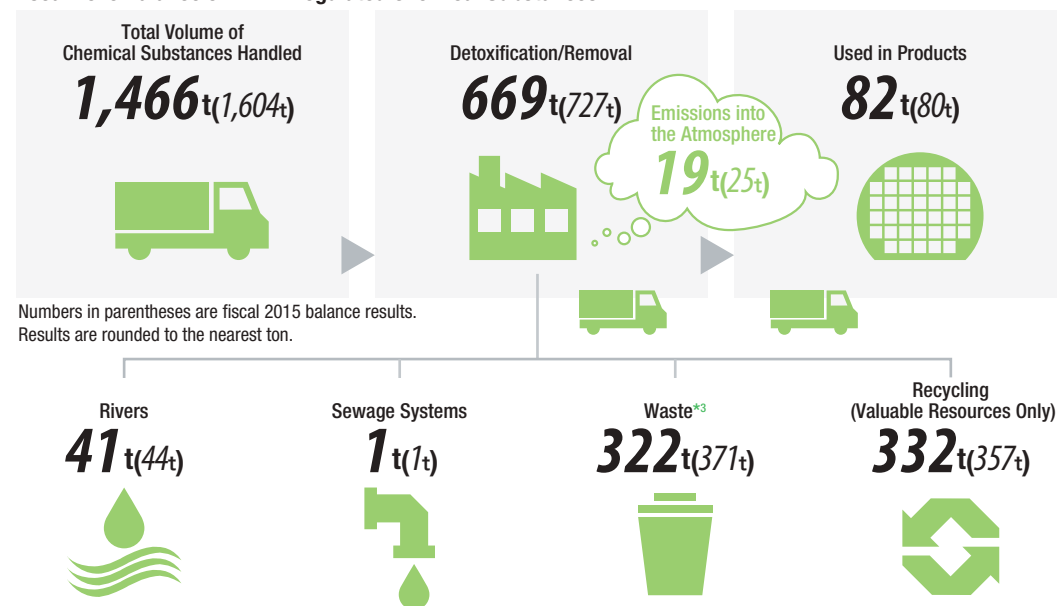 Total Volume of
Chemical Substances Handled
1,466t(1,604t)
Detoxification/Removal
669t(727t)
Emissions into
the Atmosphere
19t(25t)
Used in Products
82t(80t)
Numbers in parentheses are fiscal 2015 balance results.
Results are rounded to the nearest ton.
Rivers
41t(44t)
Sewage Systems
1t(1t)
Waste*3
322t(371t)
Recycling
(Valuable Resources Only)
332t(357t)